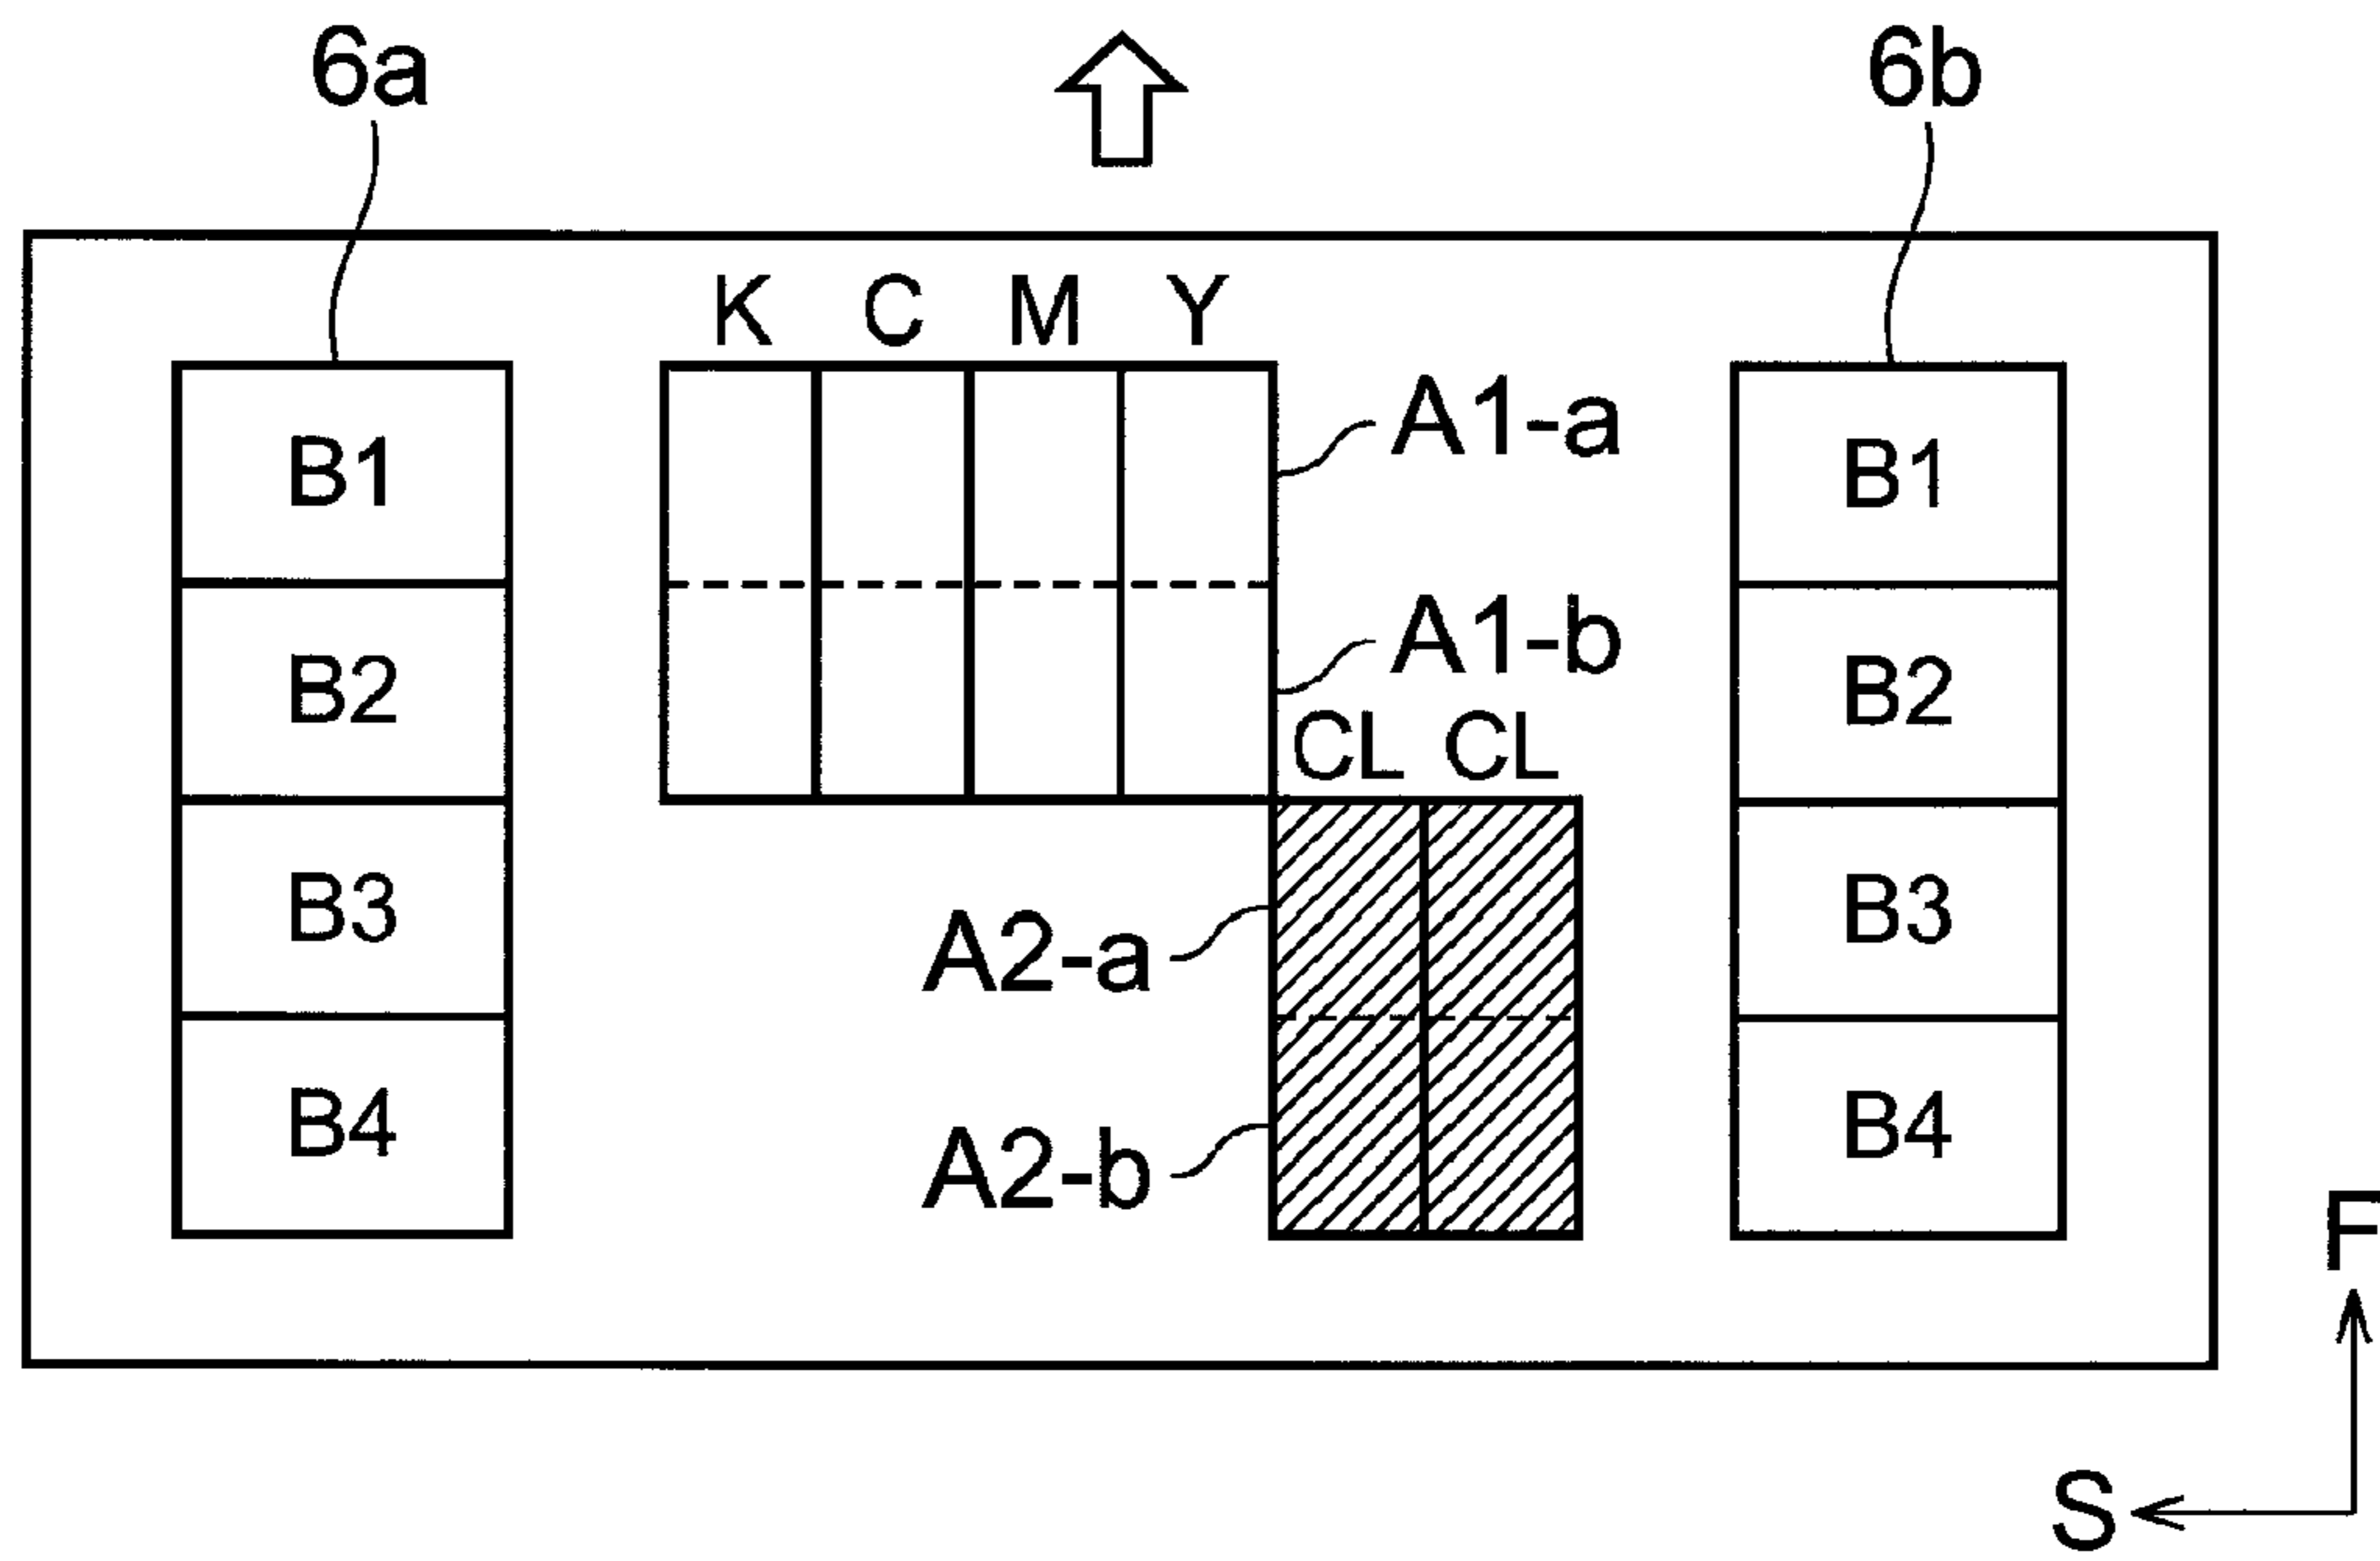 6a 6b
K C M Y
A1-a
B1 B1
A1-b
B2 B2
CL CL
B3 A2-a B3
B4 A2-b B4
F
S